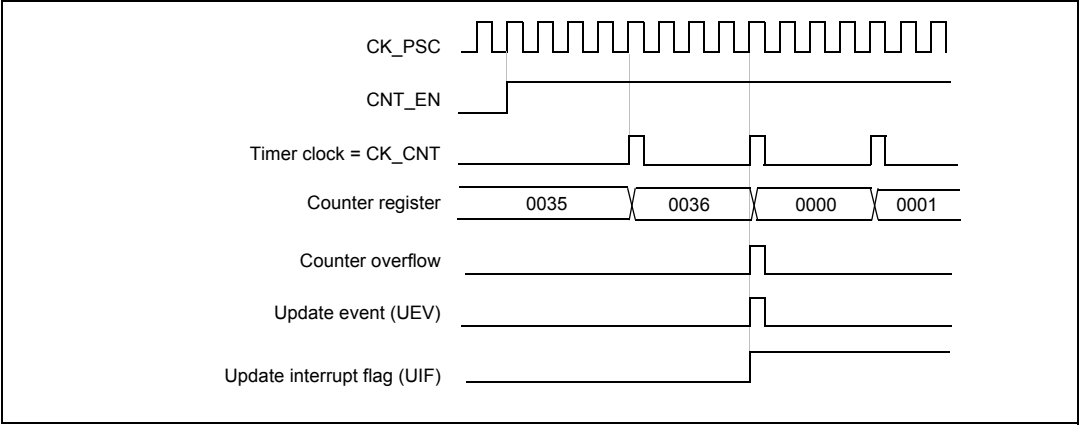 CK_PSC
CNT_EN
Timer clock = CK_CNT
Counter register 0035 0036 0000 0001
Counter overflow
Update event (UEV)
Update interrupt flag (UIF)